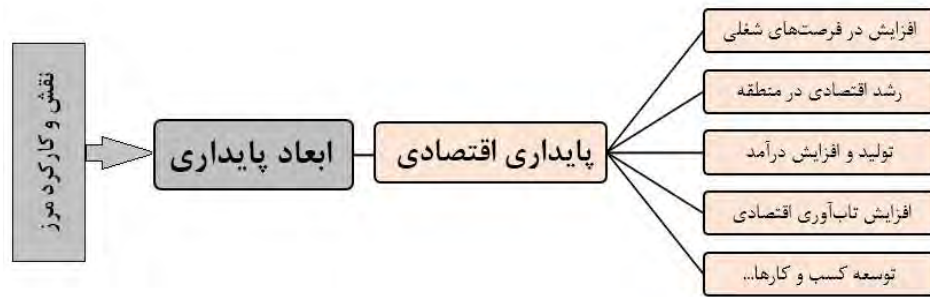 نقش و کارکرد مرز
ابعاد پایداری
پایداری اقتصادی
افزایش در فرصت‌های شغلی
رشد اقتصادی در منطقه
تولید و افزایش درآمد
افزایش تاب‌آوری اقتصادی
توسعه کسب و کارها...